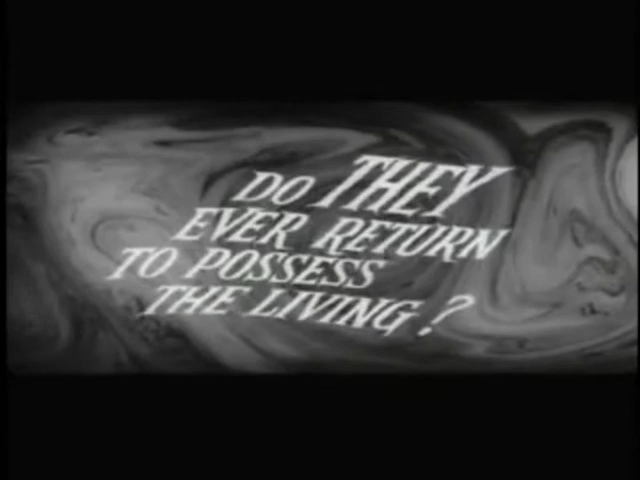 DO THEY
EVER RETURN
TO POSSESS
THE LIVING?